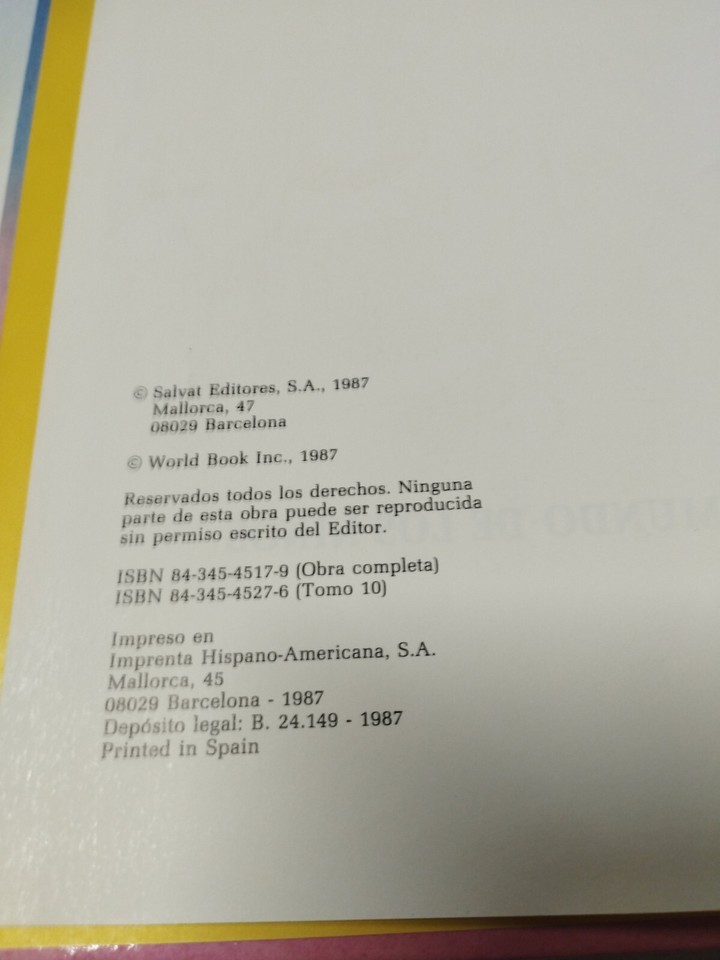 © Salvat Editores, S.A., 1987
Mallorca, 47
08029 Barcelona
© World Book Inc., 1987
Reservados todos los derechos. Ninguna
parte de esta obra puede ser reproducida
sin permiso escrito del Editor.
ISBN 84-345-4517-9 (Obra completa)
ISBN 84-345-4527-6 (Tomo 10)
Impreso en
Imprenta Hispano-Americana, S.A.
Mallorca, 45
08029 Barcelona - 1987
Depósito legal: B. 24.149 - 1987
Printed in Spain